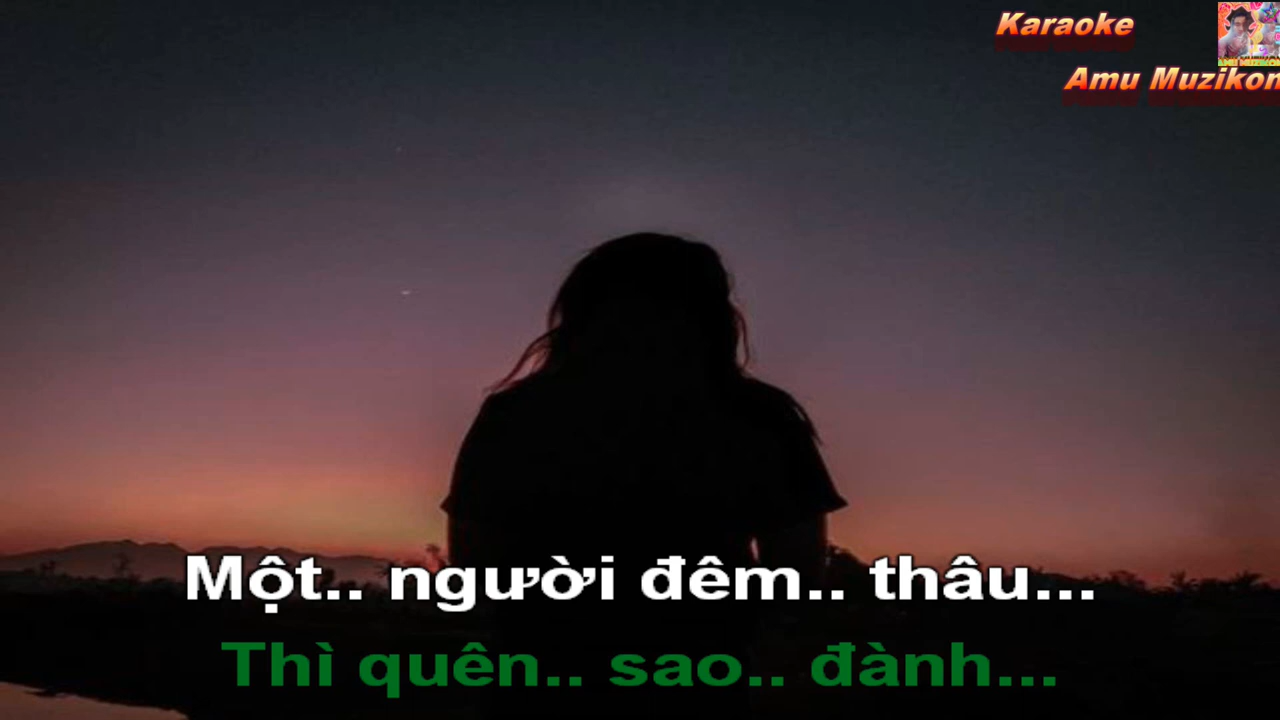 Karaoke
Amu Muzikon
Một.. người đêm.. thâu...
Thì quên.. sao.. đành...